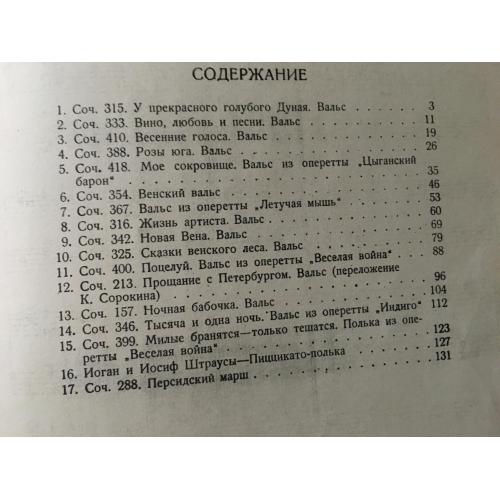 СОДЕРЖАНИЕ
1. Соч. 315. У прекрасного голубого Дуная. Вальс . . . . . . . 3
2. Соч. 333. Вино, любовь и песни. Вальс . . . . . . . . . 11
3. Соч. 410. Весенние голоса. Вальс . . . . . . . . . . . 19
4. Соч. 388. Розы юга. Вальс . . . . . . . . . . . . . 26
5. Соч. 418. Мое сокровище. Вальс из оперетты „Цыганский
барон“ . . . . . . . . . . . . . . . . . . 35
6. Соч. 354. Венский вальс . . . . . . . . . . . . . . 46
7. Соч. 367. Вальс из оперетты „Летучая мышь“ . . . . . . . 53
8. Соч. 316. Жизнь артиста. Вальс . . . . . . . . . . . 60
9. Соч. 342. Новая Вена. Вальс . . . . . . . . . . . . 69
10. Соч. 325. Сказки венского леса. Вальс . . . . . . . . . 79
11. Соч. 400. Поцелуй. Вальс из оперетты „Веселая война“ . . . 88
12. Соч. 213. Прощание с Петербургом. Вальс (переложение
К. Сорокина) . . . . . . . . . . . . . . . . 96
13. Соч. 157. Ночная бабочка. Вальс . . . . . . . . . . . 104
14. Соч. 346. Тысяча и одна ночь. Вальс из оперетты „Индиго“ 112
15. Соч. 399. Милые бранятся—только тешатся. Полька из опе-
ретты „Веселая война“ . . . . . . . . . . . . 123
16. Иоган и Иосиф Штраусы—Пиццикато-полька . . . . . . . 127
17. Соч. 288. Персидский марш . . . . . . . . . . . . . 131